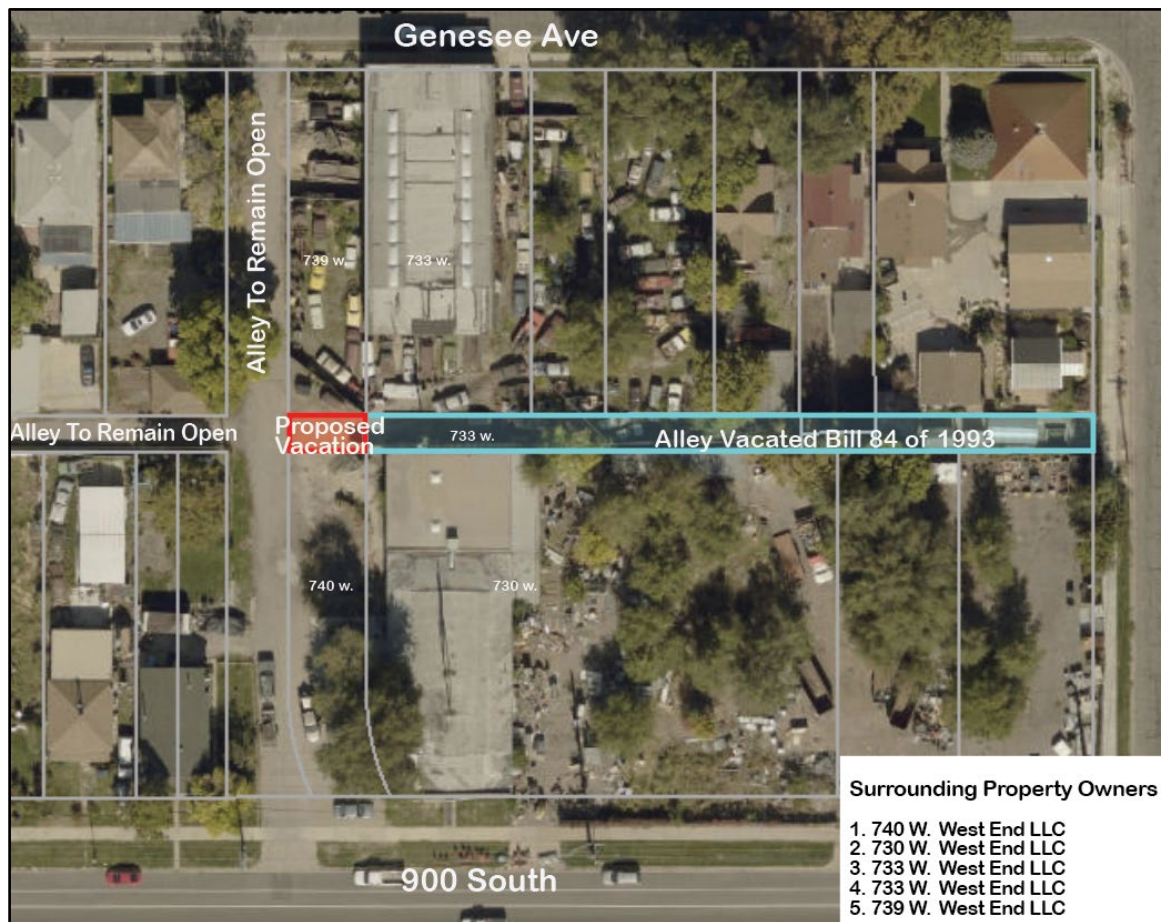 Genesee Ave
Alley To Remain Open
739 w.
733 w.
Alley To Remain Open
Proposed
Vacation
733 w.
Alley Vacated Bill 84 of 1993
740 w.
730 w.
900 South
Surrounding Property Owners
1. 740 W. West End LLC
2. 730 W. West End LLC
3. 733 W. West End LLC
4. 733 W. West End LLC
5. 739 W. West End LLC